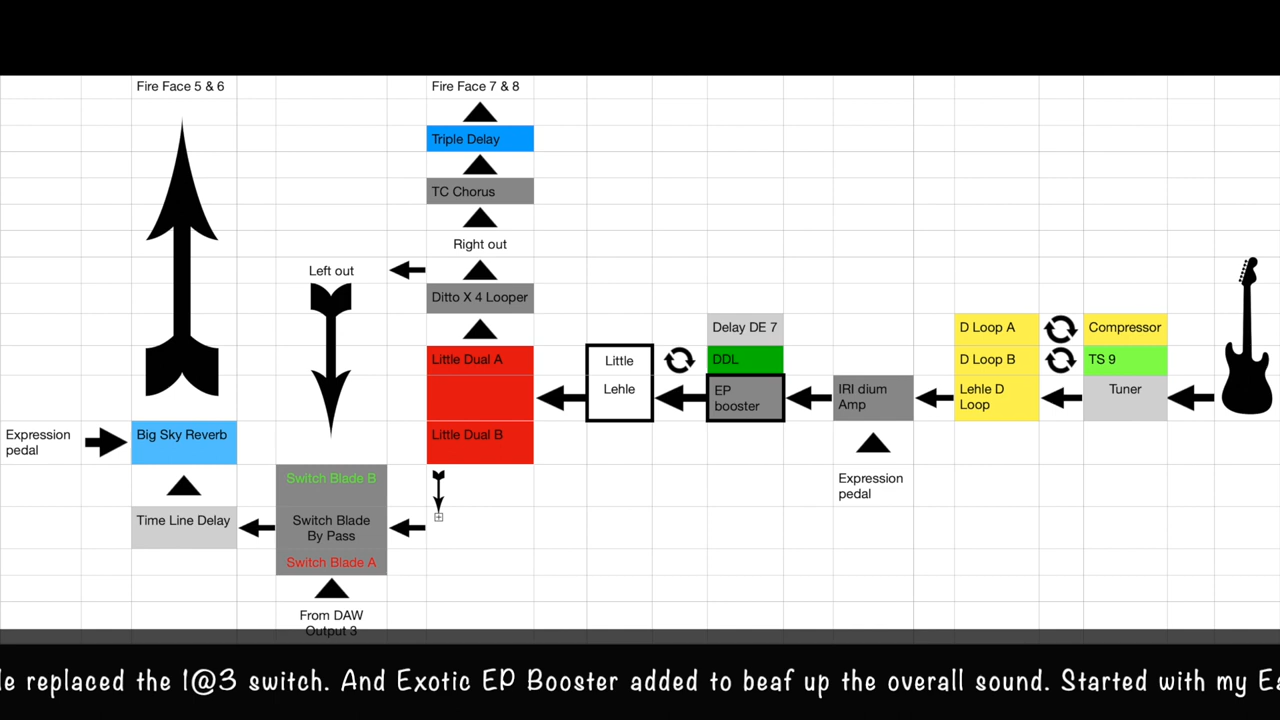 Fire Face 5 & 6
Fire Face 7 & 8
Triple Delay
TC Chorus
Right out
Left out
Ditto X 4 Looper
Delay DE 7
D Loop A
Compressor
Little Dual A
Little
DDL
D Loop B
TS 9
Lehle
EP
booster
IRI dium
Amp
Lehle D
Loop
Tuner
Expression
pedal
Big Sky Reverb
Little Dual B
Switch Blade B
Expression
pedal
Time Line Delay
Switch Blade
By Pass
Switch Blade A
From DAW
Output 3
replaced the 1@3 switch. And Exotic EP Booster added to beaf up the overall sound. Started with my